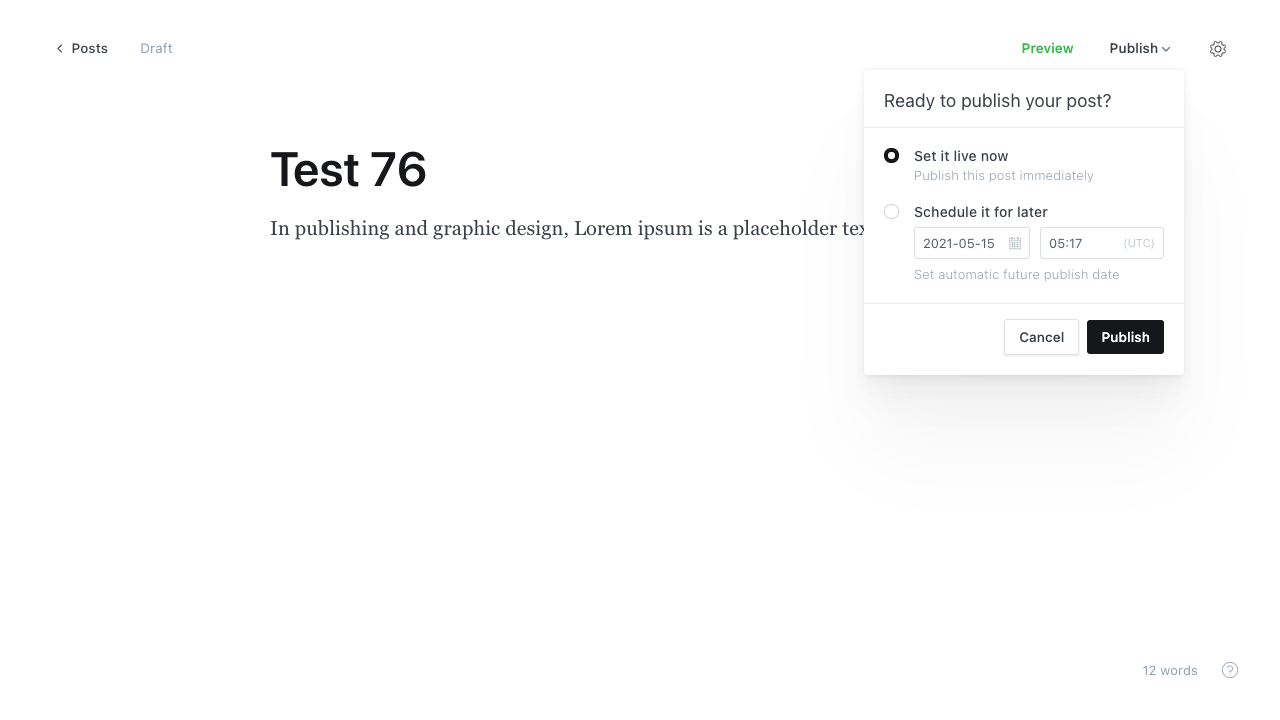 Posts
Draft
Preview
Publish
Ready to publish your post?
Test 76
Set it live now
Publish this post immediately
Schedule it for later
In publishing and graphic design, Lorem ipsum is a placeholder
2021-05-15
05:17
(UTC)
Set automatic future publish date
Cancel
Publish
12 words